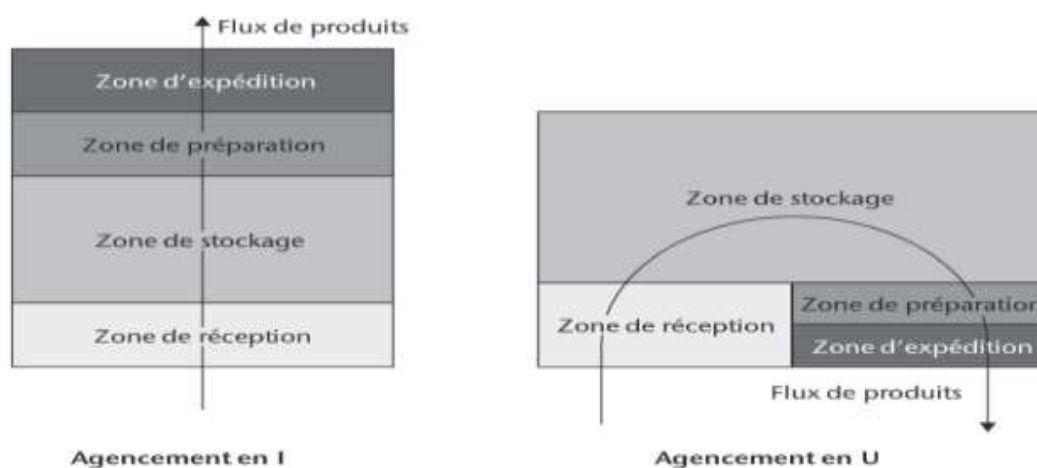 Flux de produits
Zone d'expédition
Zone de préparation
Zone de stockage
Zone de réception
Agencement en I
Zone de stockage
Zone de réception
Zone de préparation
Zone d'expédition
Flux de produits
Agencement en U